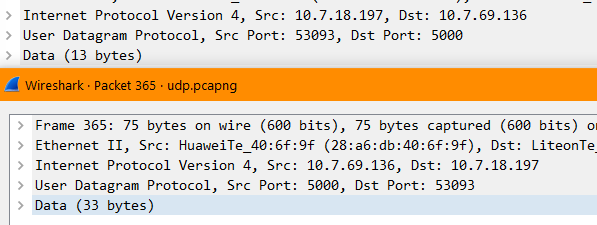 Internet Protocol Version 4, Src: 10.7.18.197, Dst: 10.7.69.136
User Datagram Protocol, Src Port: 53093, Dst Port: 5000
Data (13 bytes)
Wireshark · Packet 365 · udp.pcapng
Frame 365: 75 bytes on wire (600 bits), 75 bytes captured (600 bits) o
Ethernet II, Src: HuaweiTe_40:6f:9f (28:a6:db:40:6f:9f), Dst: LiteonTe_
Internet Protocol Version 4, Src: 10.7.69.136, Dst: 10.7.18.197
User Datagram Protocol, Src Port: 5000, Dst Port: 53093
Data (33 bytes)